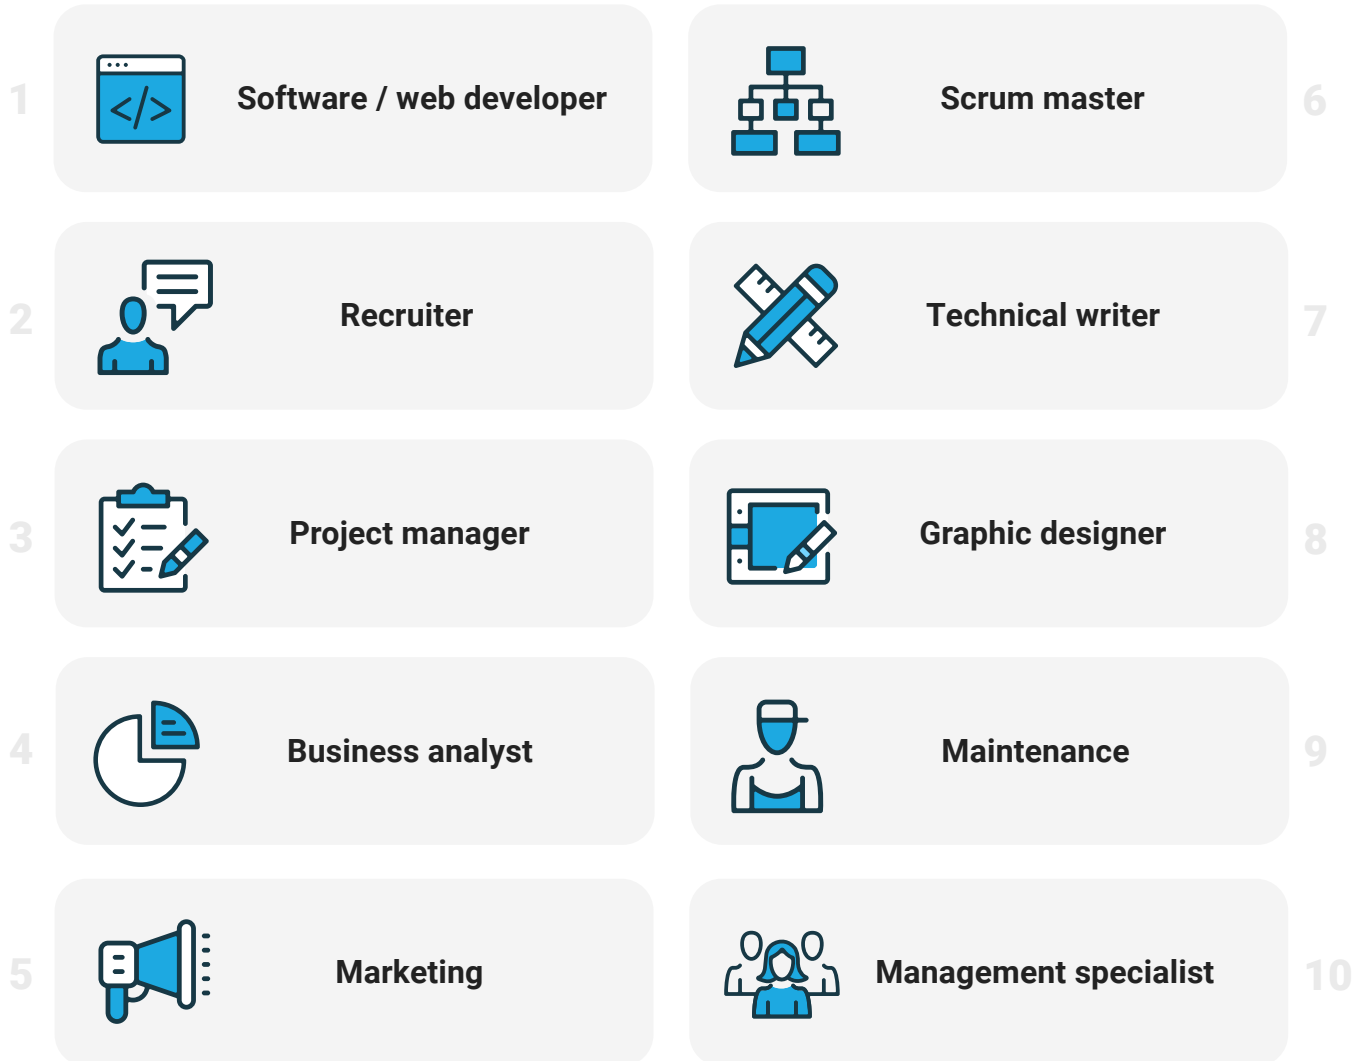 1
Software / web developer
2
Recruiter
3
Project manager
4
Business analyst
5
Marketing
Scrum master
6
Technical writer
7
Graphic designer
8
Maintenance
9
Management specialist
10